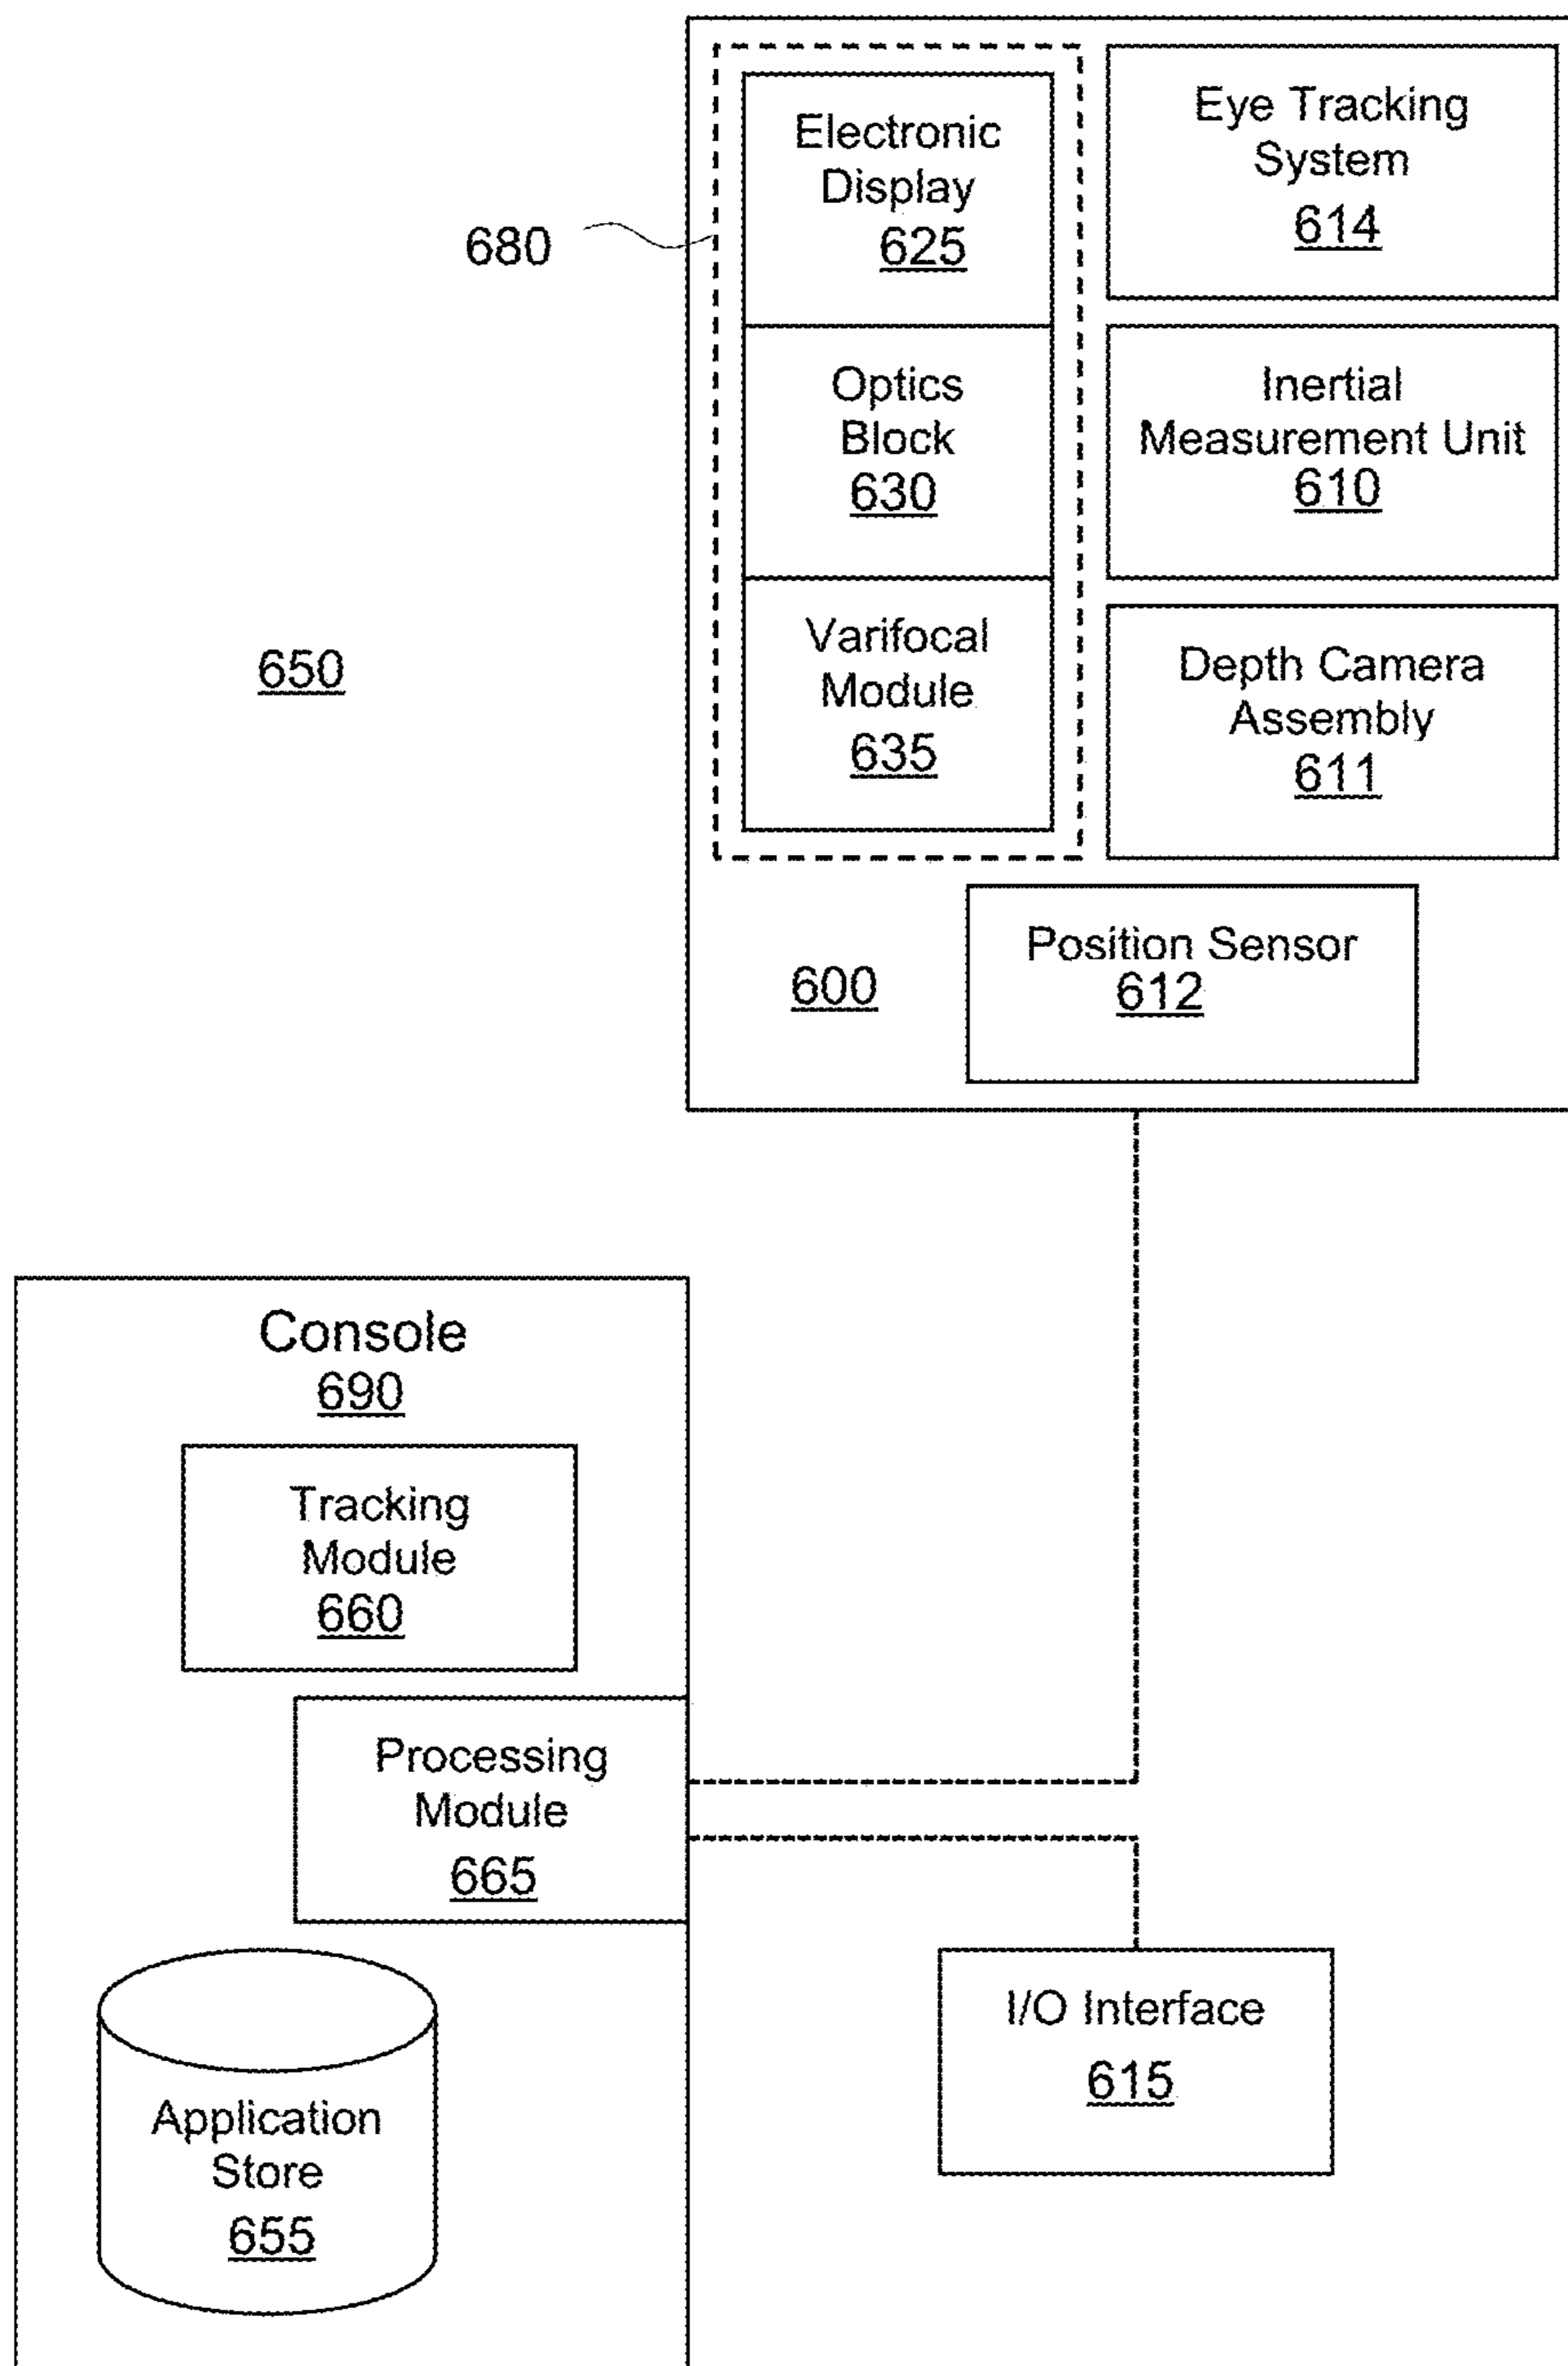 680
Electronic
Display
625
Optics
Block
630
Varifocal
Module
635
Eye Tracking
System
614
Inertial
Measurement Unit
610
Depth Camera
Assembly
611
650
600
Position Sensor
612
Console
690
Tracking
Module
660
Processing
Module
665
Application
Store
655
I/O Interface
615